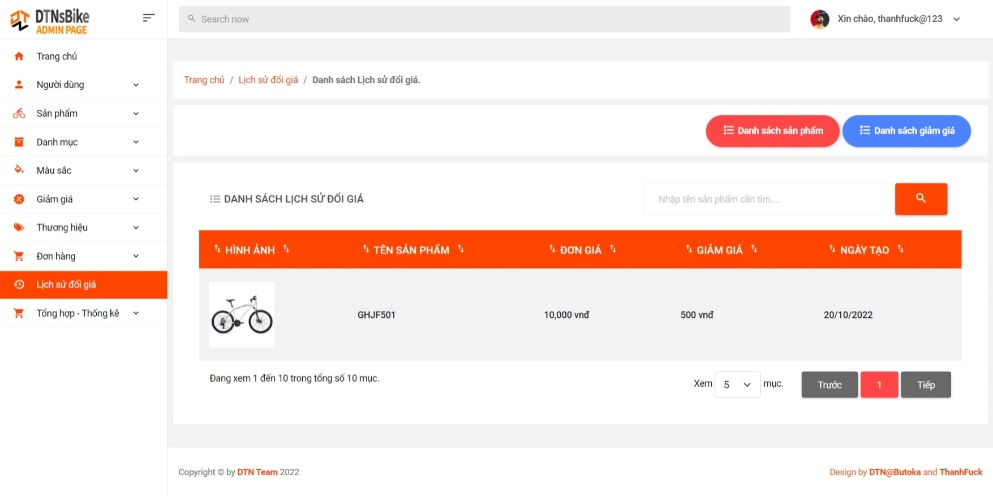 DTNsBike
ADMIN PAGE
Search now
Xin chào, thanhfuck@123
Trang chủ
Người dùng
Sản phẩm
Danh mục
Màu sắc
Giảm giá
Thương hiệu
Đơn hàng
Lịch sử đổi giá
Tổng hợp - Thống kê
Trang chủ / Lịch sử đổi giá / Danh sách Lịch sử đổi giá.
Danh sách sản phẩm
Danh sách giảm giá
DANH SÁCH LỊCH SỬ ĐỔI GIÁ
Nhập tên sản phẩm cần tìm....
HÌNH ẢNH TÊN SẢN PHẨM ĐƠN GIÁ GIẢM GIÁ NGÀY TẠO
GHJF501 10,000 vnđ 500 vnđ 20/10/2022
Đang xem 1 đến 10 trong tổng số 10 mục.
Xem 5 mục.
Trước 1 Tiếp
Copyright © by DTN Team 2022
Design by DTN@Butoka and ThanhFuck